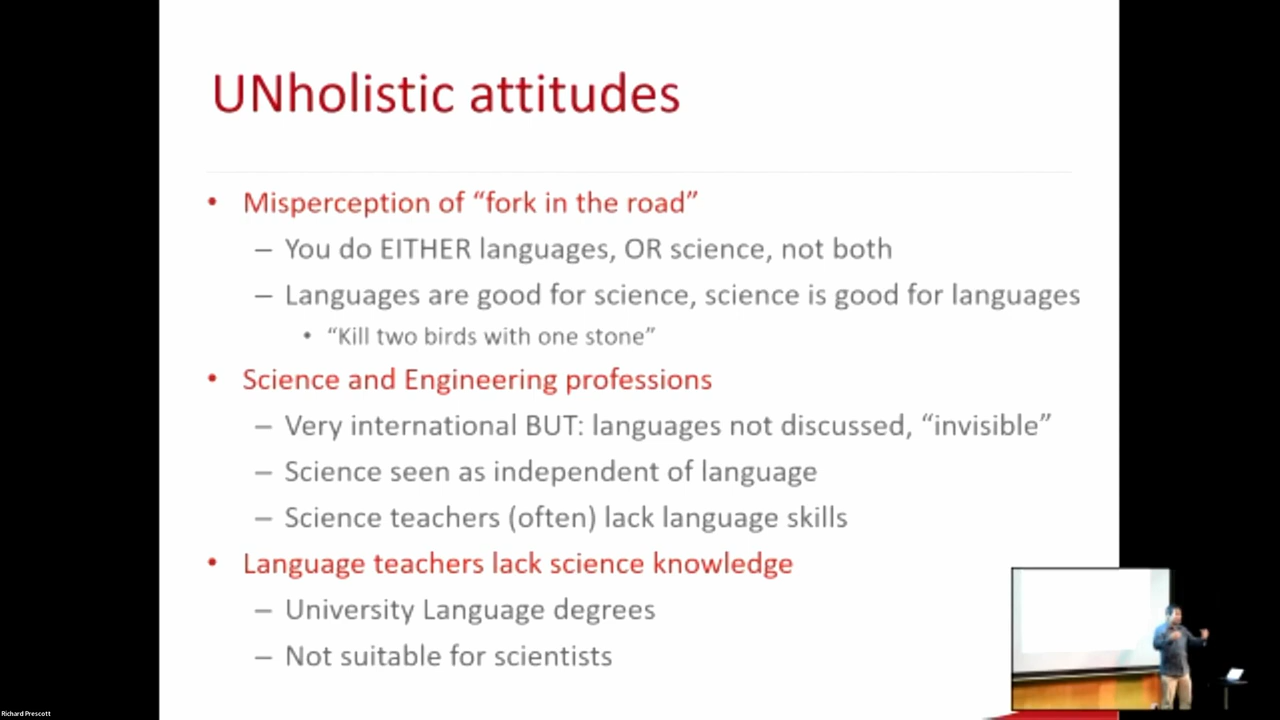 UNholistic attitudes
• Misperception of “fork in the road”
– You do EITHER languages, OR science, not both
– Languages are good for science, science is good for languages
• “Kill two birds with one stone”
• Science and Engineering professions
– Very international BUT: languages not discussed, “invisible”
– Science seen as independent of language
– Science teachers (often) lack language skills
• Language teachers lack science knowledge
– University Language degrees
– Not suitable for scientists
Richard Prescott